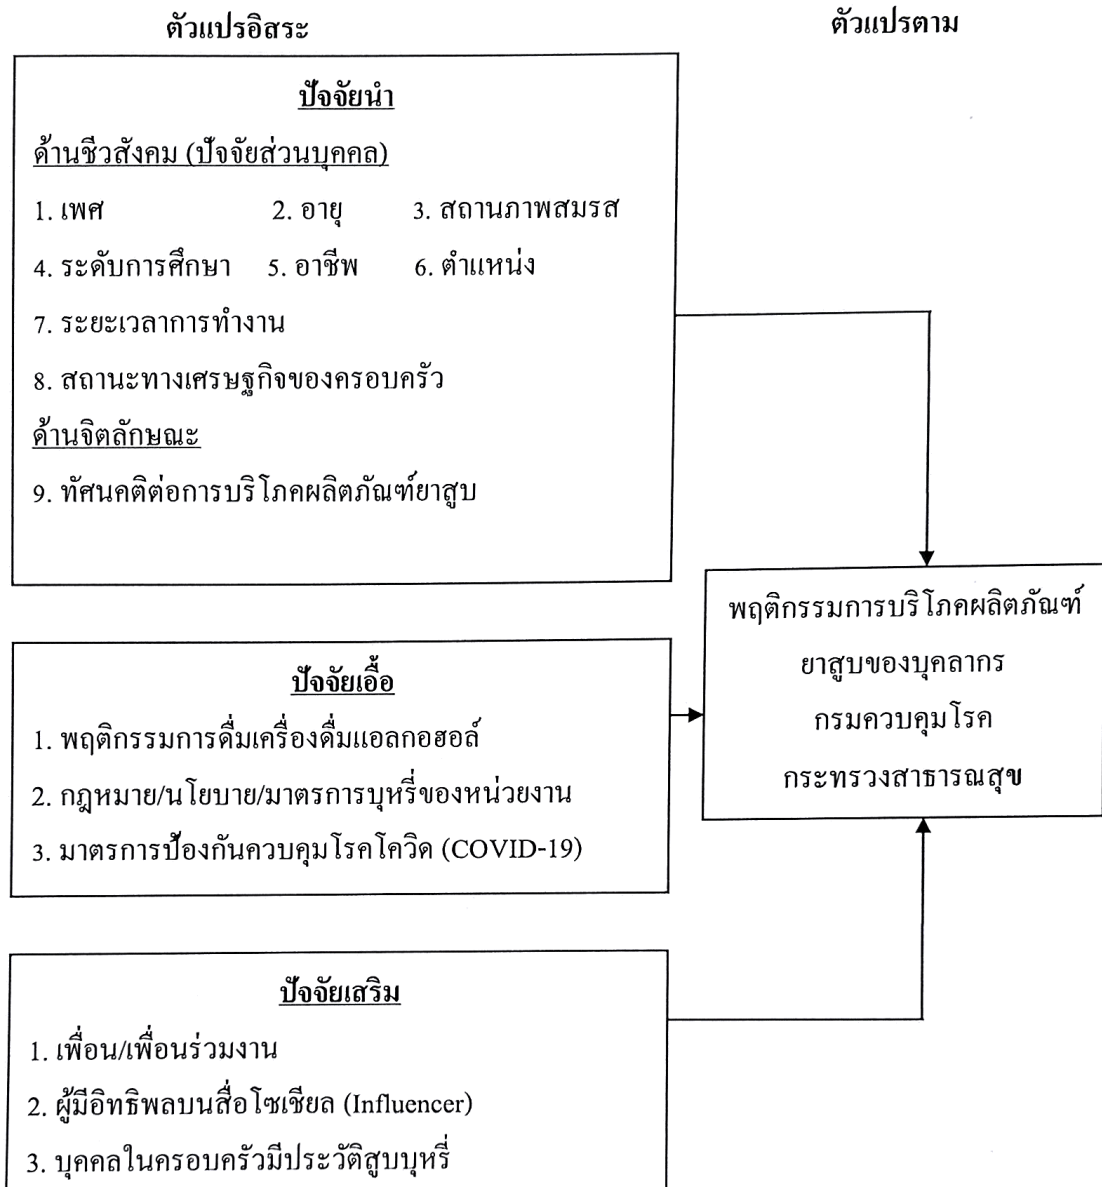 ตัวแปรอิสระ
ตัวแปรตาม
ปัจจัยนำ
ด้านชีวสังคม (ปัจจัยส่วนบุคคล)
1. เพศ 2. อายุ 3. สถานภาพสมรส
4. ระดับการศึกษา 5. อาชีพ 6. ตำแหน่ง
7. ระยะเวลาการทำงาน
8. สถานะทางเศรษฐกิจของครอบครัว
ด้านจิตลักษณะ
9. ทัศนคติต่อการบริโภคผลิตภัณฑ์ยาสูบ
ปัจจัยเอื้อ
1. พฤติกรรมการดื่มเครื่องดื่มแอลกอฮอล์
2. กฎหมาย/นโยบาย/มาตรการบุหรี่ของหน่วยงาน
3. มาตรการป้องกันควบคุมโรคโควิด (COVID-19)
ปัจจัยเสริม
1. เพื่อน/เพื่อนร่วมงาน
2. ผู้มีอิทธิพลบนสื่อโซเชียล (Influencer)
3. บุคคลในครอบครัวมีประวัติสูบบุหรี่
พฤติกรรมการบริโภคผลิตภัณฑ์
ยาสูบของบุคลากร
กรมควบคุมโรค
กระทรวงสาธารณสุข